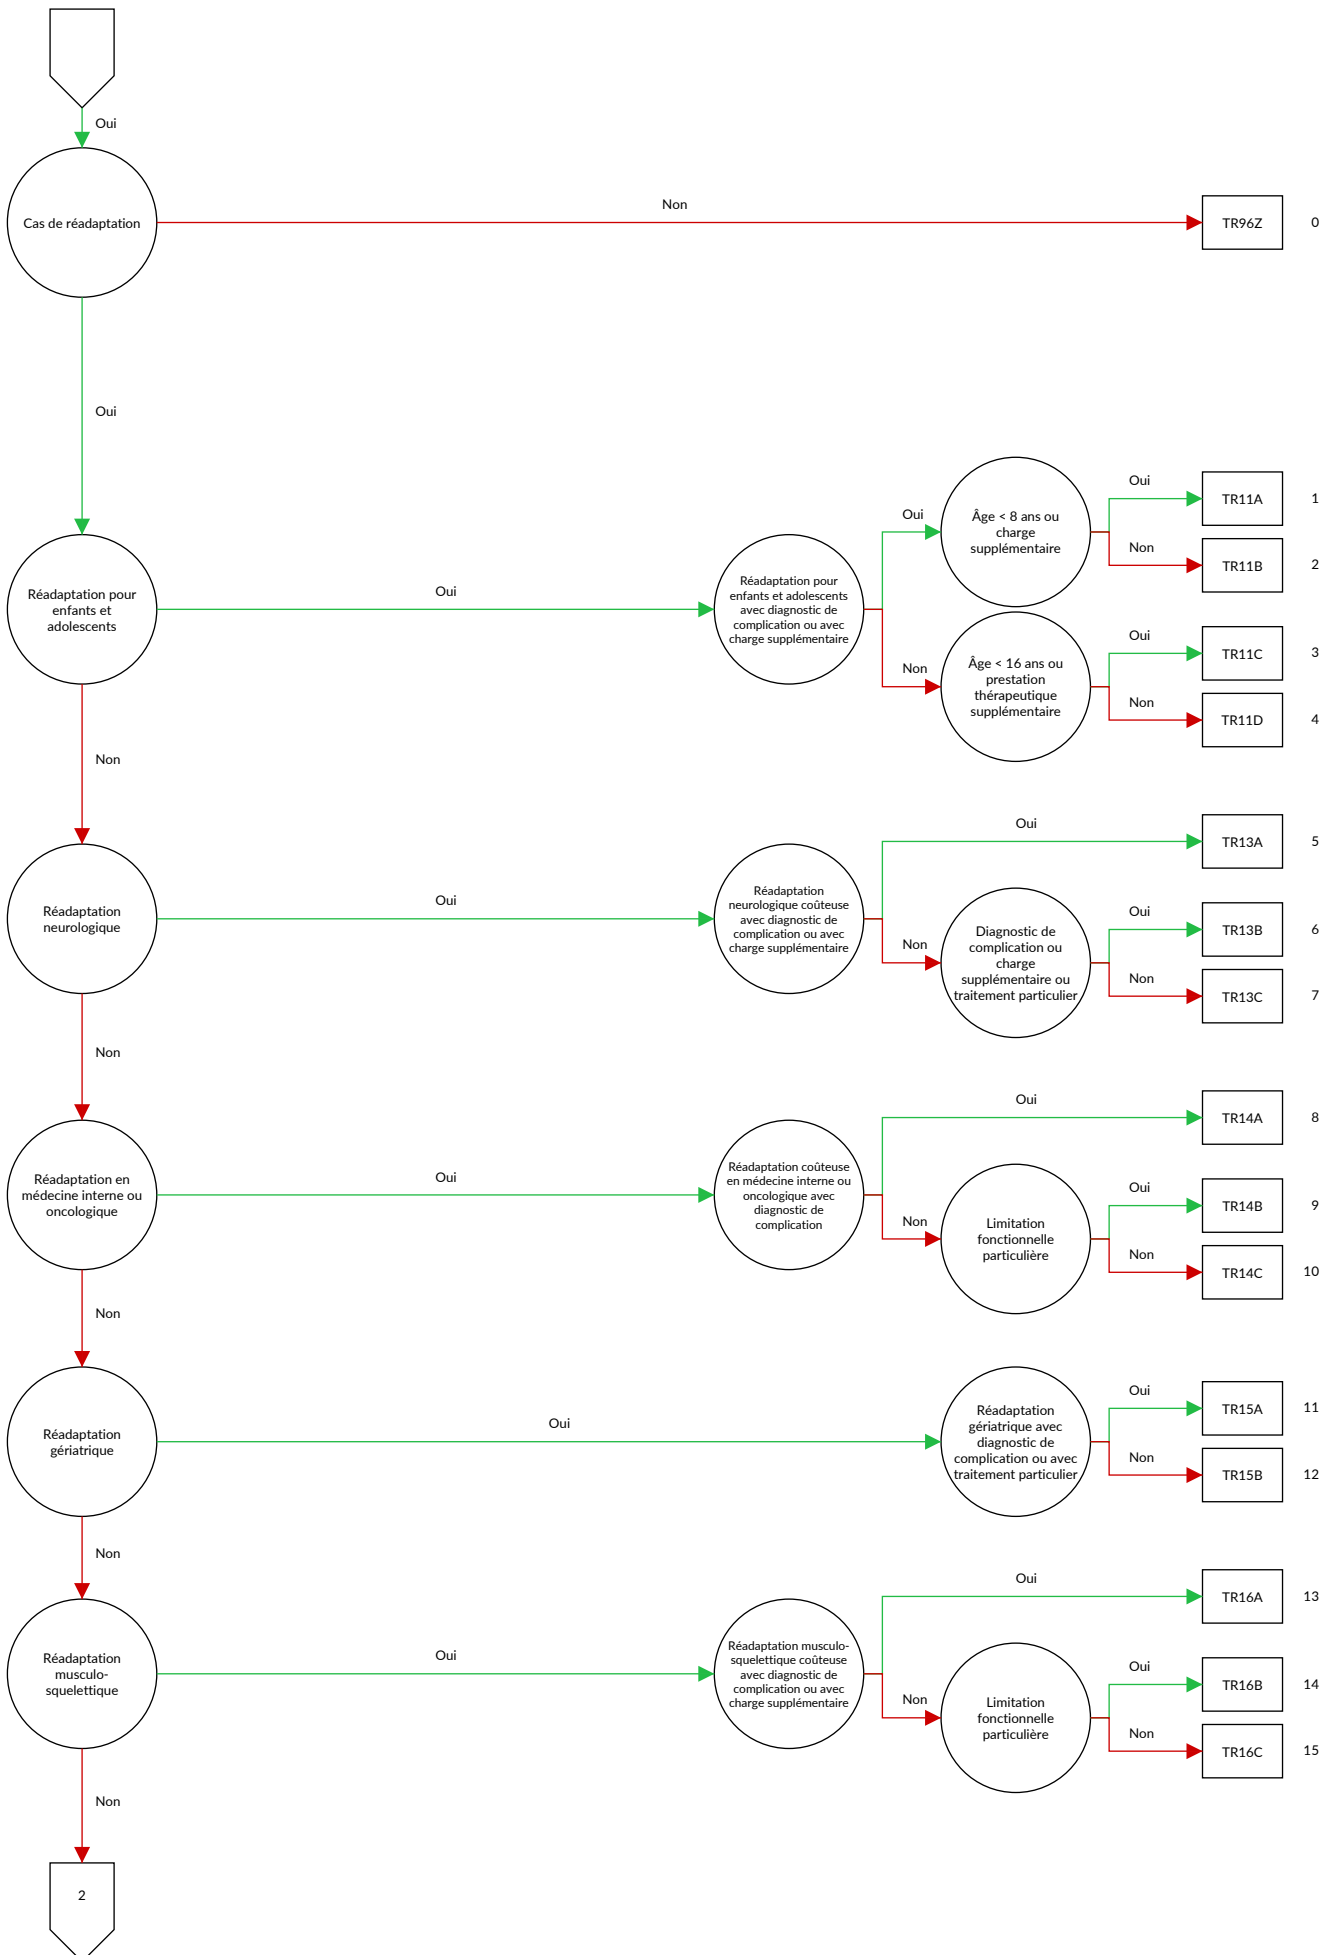 Oui
Cas de réadaptation
Non
TR96Z
0
Oui
Réadaptation pour
enfants et
adolescents
Oui
Réadaptation pour
enfants et adolescents
avec diagnostic de
complication ou avec
charge supplémentaire
Oui
Âge < 8 ans ou
charge
supplémentaire
Oui
TR11A
1
Non
TR11B
2
Non
Âge < 16 ans ou
prestation
thérapeutique
supplémentaire
Oui
TR11C
3
Non
TR11D
4
Non
Réadaptation
neurologique
Oui
Réadaptation
neurologique coûteuse
avec diagnostic de
complication ou avec
charge supplémentaire
Oui
TR13A
5
Non
Diagnostic de
complication ou
charge
supplémentaire ou
traitement particulier
Oui
TR13B
6
Non
TR13C
7
Non
Réadaptation en
médecine interne ou
oncologique
Oui
Réadaptation coûteuse
en médecine interne ou
oncologique avec
diagnostic de
complication
Oui
TR14A
8
Non
Limitation
fonctionnelle
particulière
Oui
TR14B
9
Non
TR14C
10
Non
Réadaptation
gériatrique
Oui
Réadaptation
gériatrique avec
diagnostic de
complication ou avec
traitement particulier
Oui
TR15A
11
Non
TR15B
12
Non
Réadaptation
musculo-
squelettique
Oui
Réadaptation musculo-
squelettique coûteuse
avec diagnostic de
complication ou avec
charge supplémentaire
Oui
TR16A
13
Non
Limitation
fonctionnelle
particulière
Oui
TR16B
14
Non
TR16C
15
Non
2